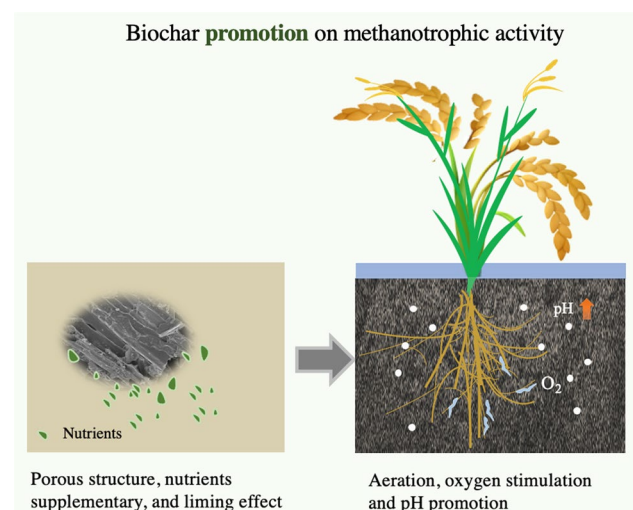 Biochar promotion on methanotrophic activity
pH
O₂
Nutrients
Porous structure, nutrients
supplementary, and liming effect
Aeration, oxygen stimulation
and pH promotion